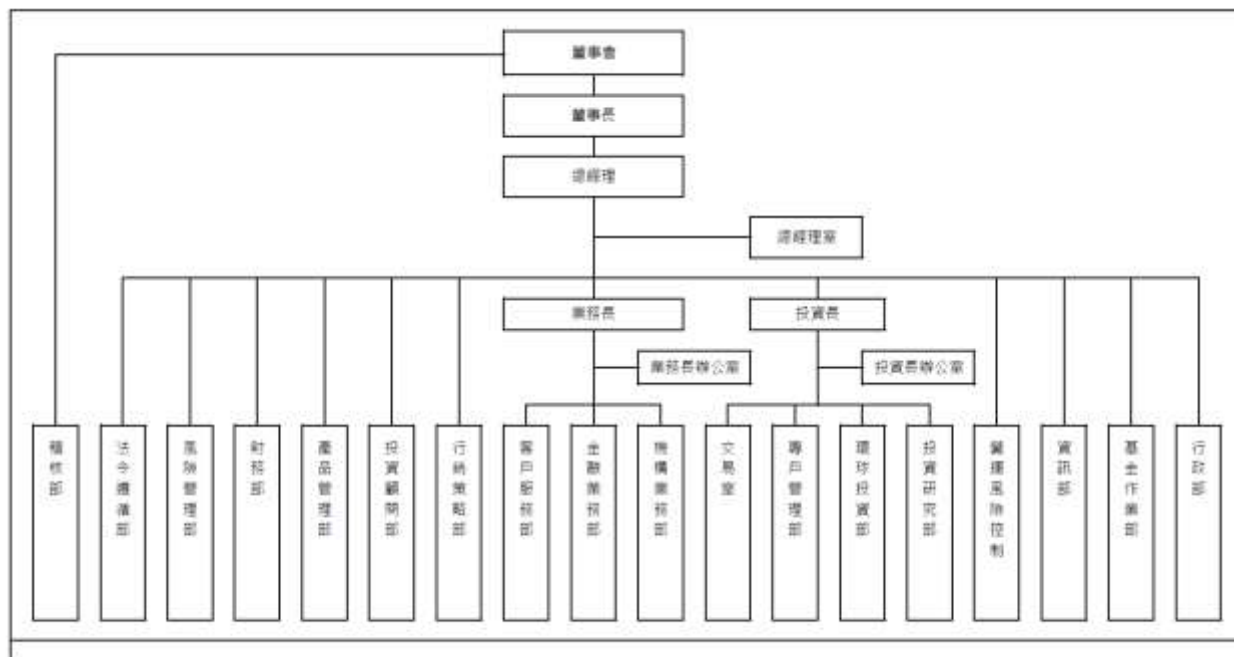 董事會
董事長
總經理
總經理室
業務長
投資長
業務長辦公室
投資長辦公室
稽核部
法令遵循部
風險管理部
財務部
產品管理部
投資顧問部
行銷策略部
客戶服務部
金融業務部
機構業務部
交易室
專戶管理部
環球投資部
投資研究部
營運風險控制
資訊部
基金作業部
行政部